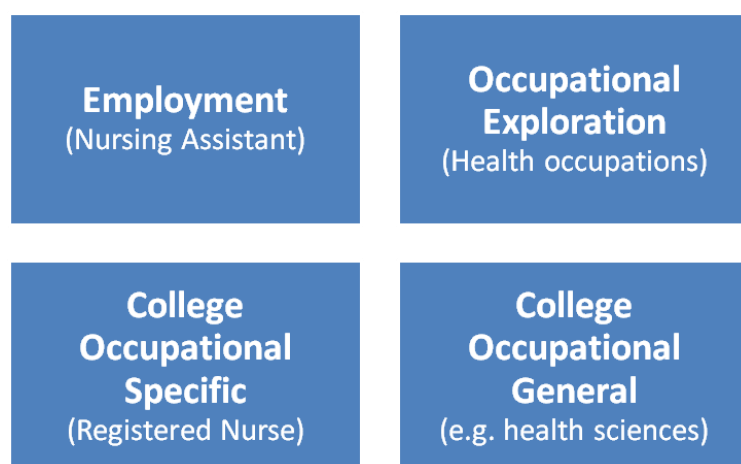 Employment
(Nursing Assistant)
Occupational
Exploration
(Health occupations)
College
Occupational
Specific
(Registered Nurse)
College
Occupational
General
(e.g. health sciences)